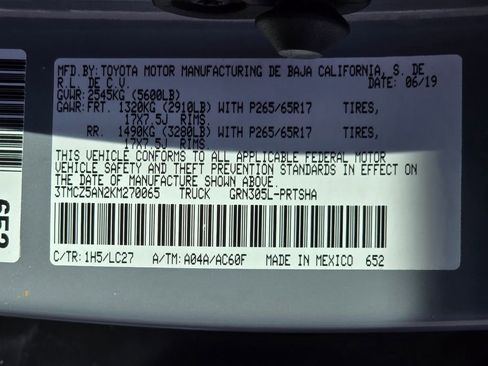 MFD.BY:TOYOTA MOTOR MANUFACTURING DE BAJA CALIFORNIA, S. DE
R.L. DE C.V. 06/19
GVWR: 2545KG (5600LB)
GAWR: FRT. 1320KG (2910LB) WITH P265/65R17 TIRES,
17X7.5J RIMS.
RR. 1490KG (3280LB) WITH P265/65R17 TIRES,
17X7.5J RIMS.
THIS VEHICLE CONFORMS TO ALL APPLICABLE FEDERAL MOTOR
VEHICLE SAFETY AND THEFT PREVENTION STANDARDS IN EFFECT ON THE
DATE OF MANUFACTURE SHOWN ABOVE.
3TMCZ5AN2KM270065 TRUCK GRN305L-PRTSHA
C/TR: 1H5/LC27 A/TM: A04A/AC60F MADE IN MEXICO 652
652